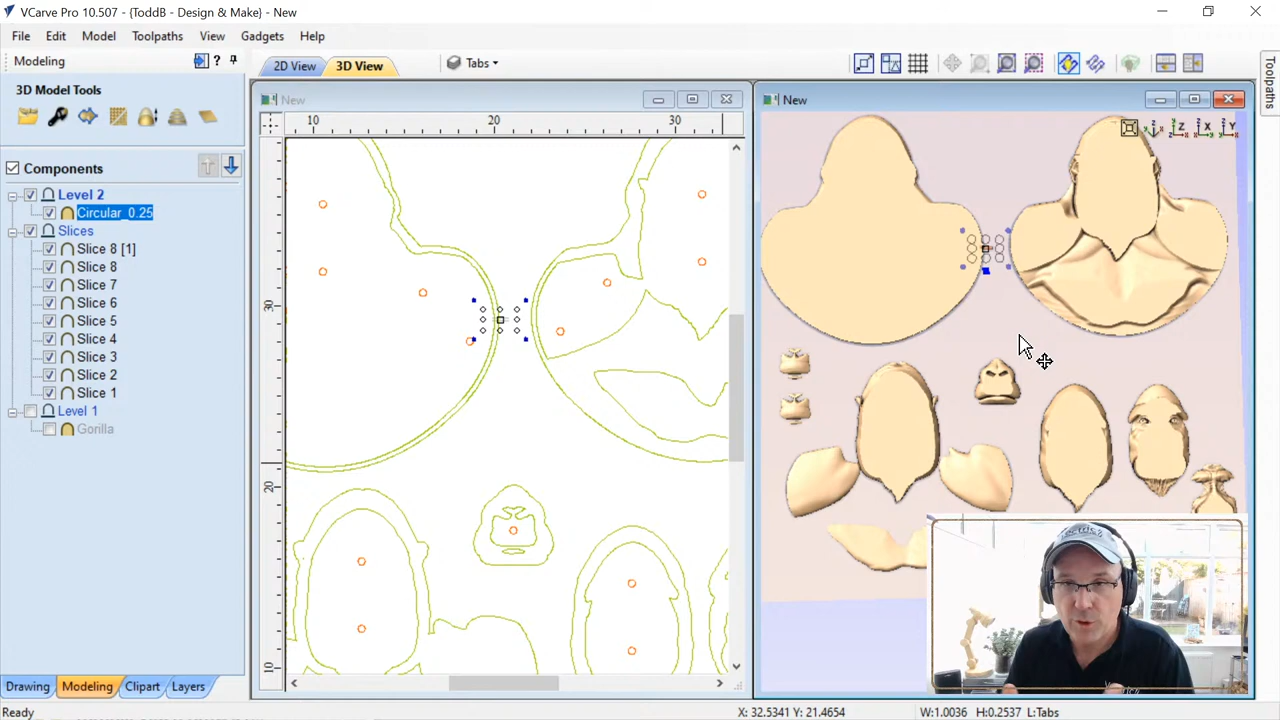 VCarve Pro 10.507 - {ToddB - Design & Make} - New
File Edit Model Toolpaths View Gadgets Help
Modeling ?
2D View 3D View Tabs
3D Model Tools
New
New
10 20 30
Components
Level 2
Circular_0.25
Slices
Slice 8 [1]
Slice 8
Slice 7
Slice 6
Slice 5
Slice 4
Slice 3
Slice 2
Slice 1
Level 1
Gorilla
30
20
10
Z X Y
Toolpaths
Drawing Modeling Clipart Layers
Ready X: 32.5341 Y: 21.4654 W:1.0036 H:0.2537 L:Tabs